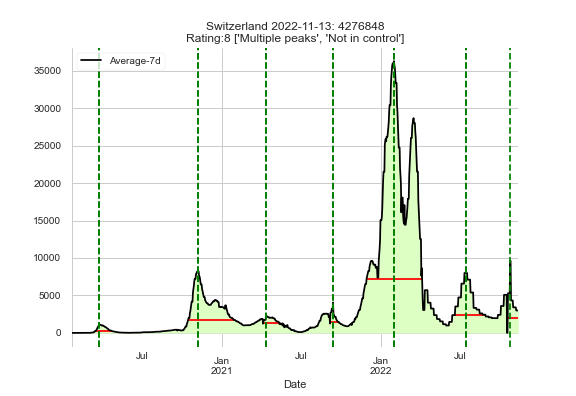 Switzerland 2022-11-13: 4276848
Rating:8 ['Multiple peaks', 'Not in control']
Average-7d
35000
30000
25000
20000
15000
10000
5000
0
Jul
Jan
2021
Jul
Jan
2022
Jul
Date